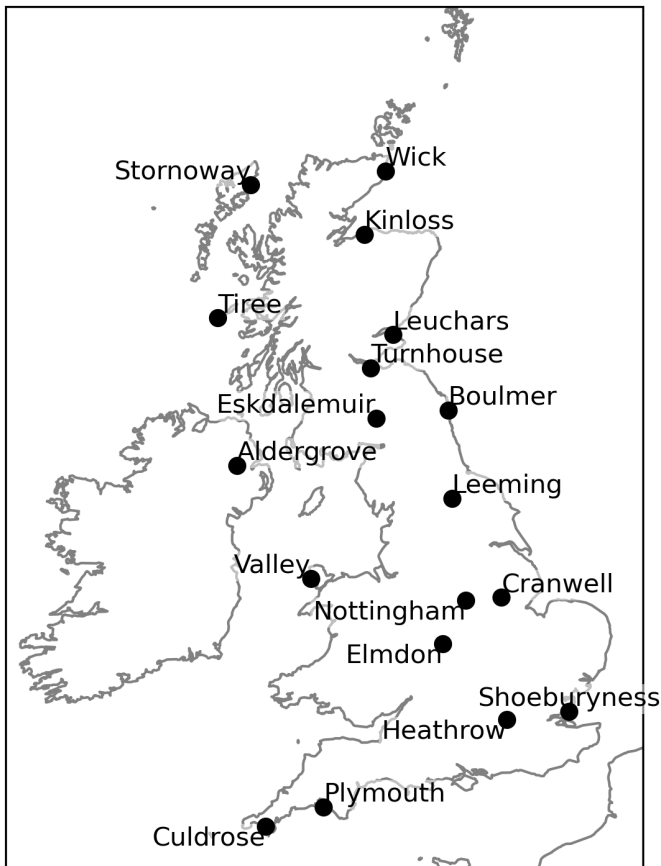 Wick
Stornoway
Kinloss
Tiree
Leuchars
Turnhouse
Boulmer
Eskdalemuir
Aldergrove
Leeming
Valley
Cranwell
Nottingham
Elmdon
Shoeburyness
Heathrow
Plymouth
Culdrose